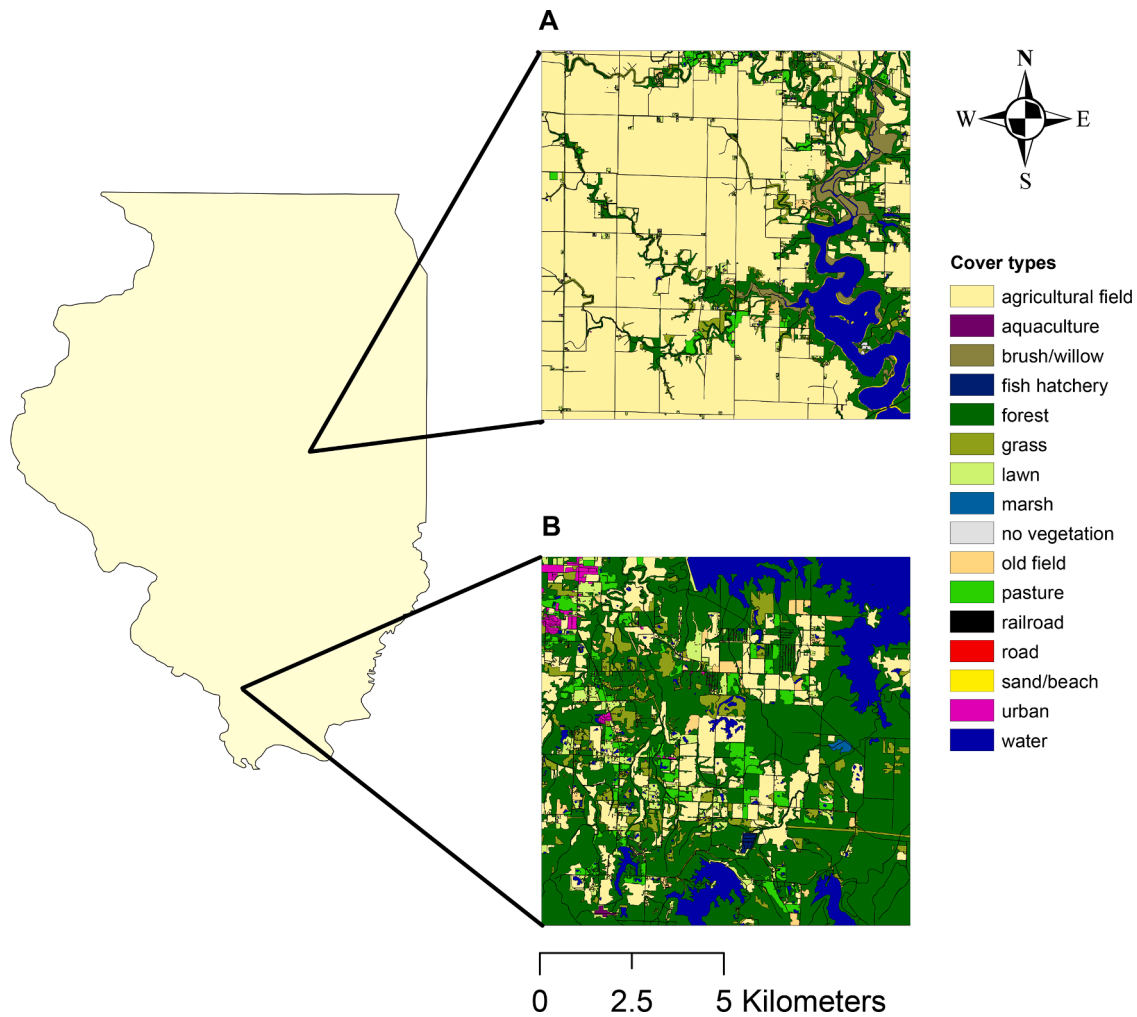 A
N
W E
S
Cover types
agricultural field
aquaculture
brush/willow
fish hatchery
forest
grass
lawn
marsh
no vegetation
old field
pasture
railroad
road
sand/beach
urban
water
B
0 2.5 5 Kilometers